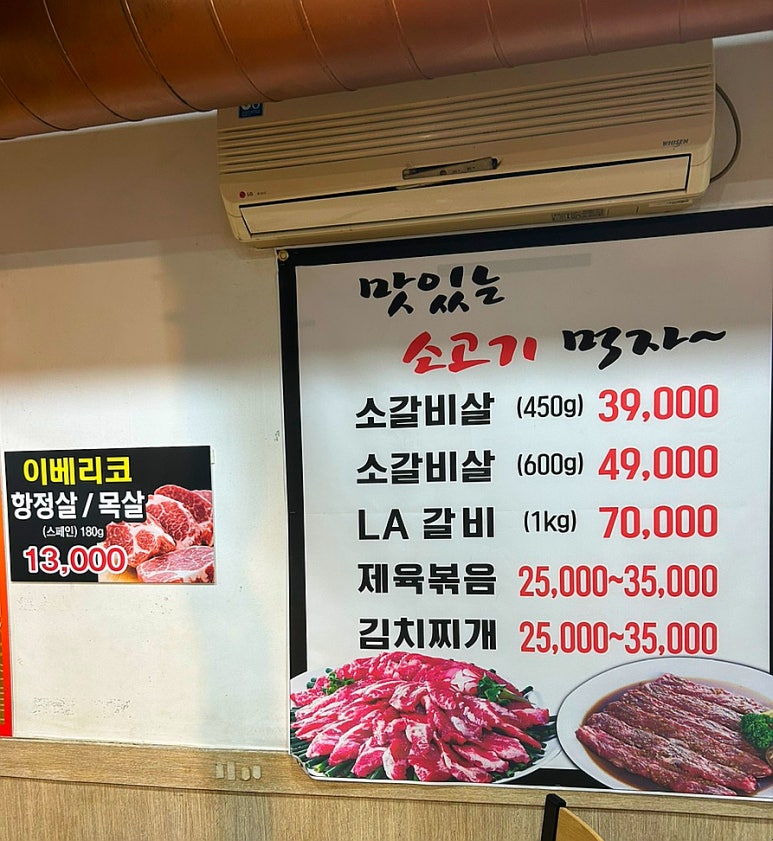 WHISEN
LG
맛있는
소고기 먹자~
소갈비살 (450g) 39,000
소갈비살 (600g) 49,000
LA 갈비 (1kg) 70,000
제육볶음 25,000~35,000
김치찌개 25,000~35,000
이베리코
항정살 / 목살
(스페인) 180g
13,000